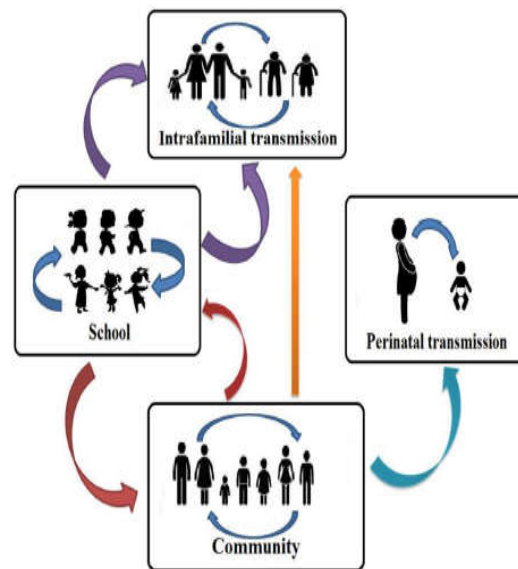 Intrafamilial transmission
School
Perinatal transmission
Community